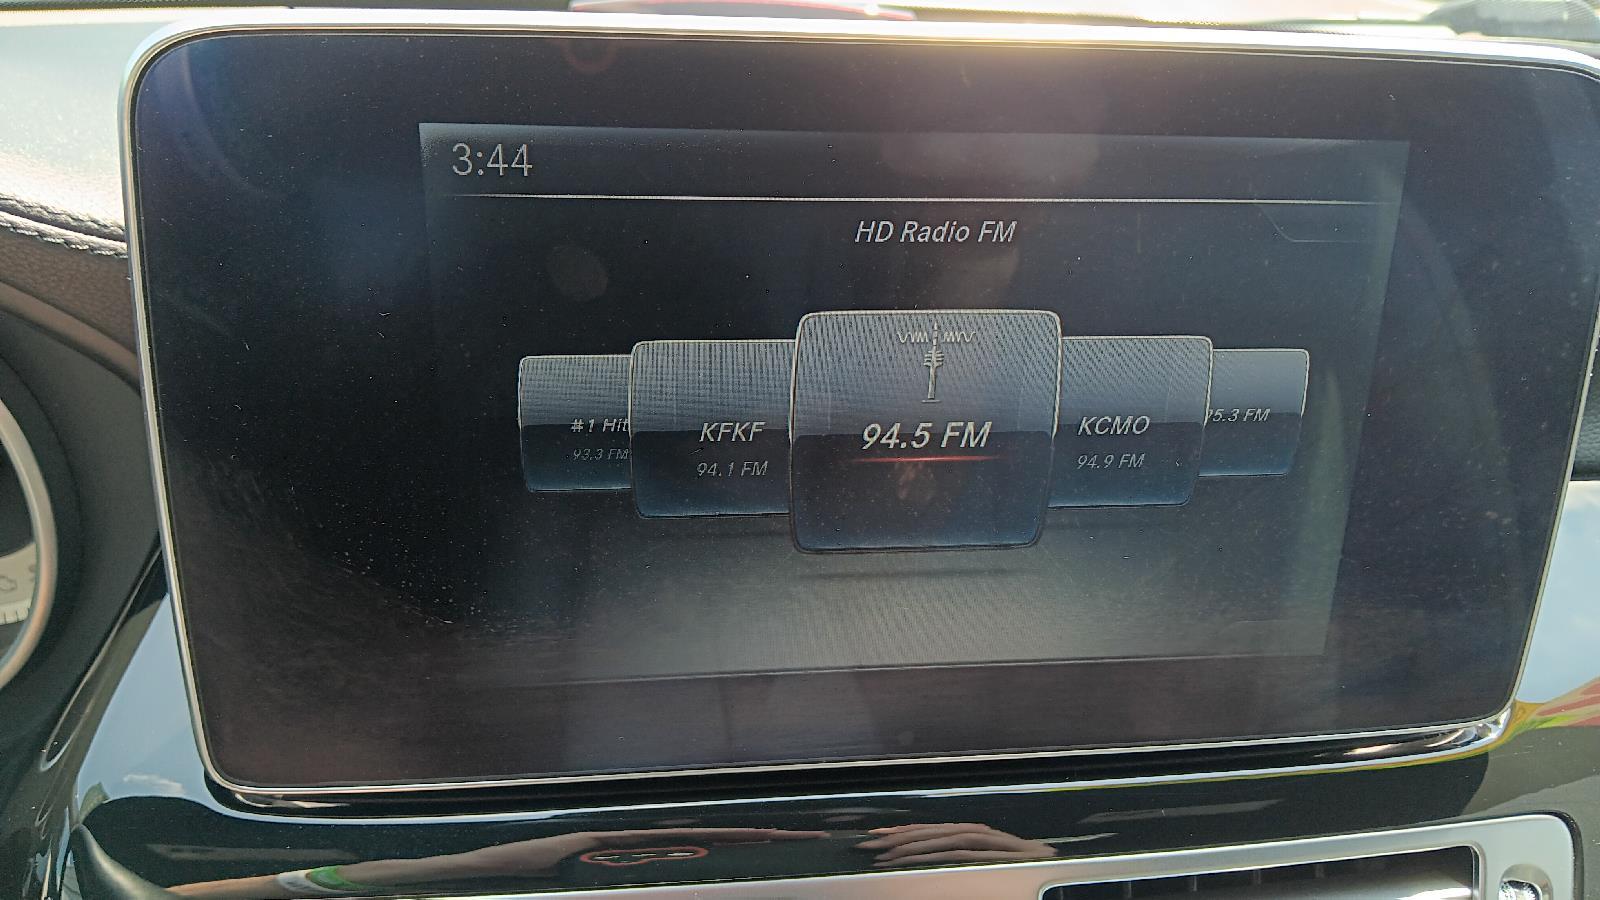 3:44
HD Radio FM
#1 Hit
93.3 FM
KFKF
94.1 FM
94.5 FM
KCMO
94.9 FM
95.3 FM